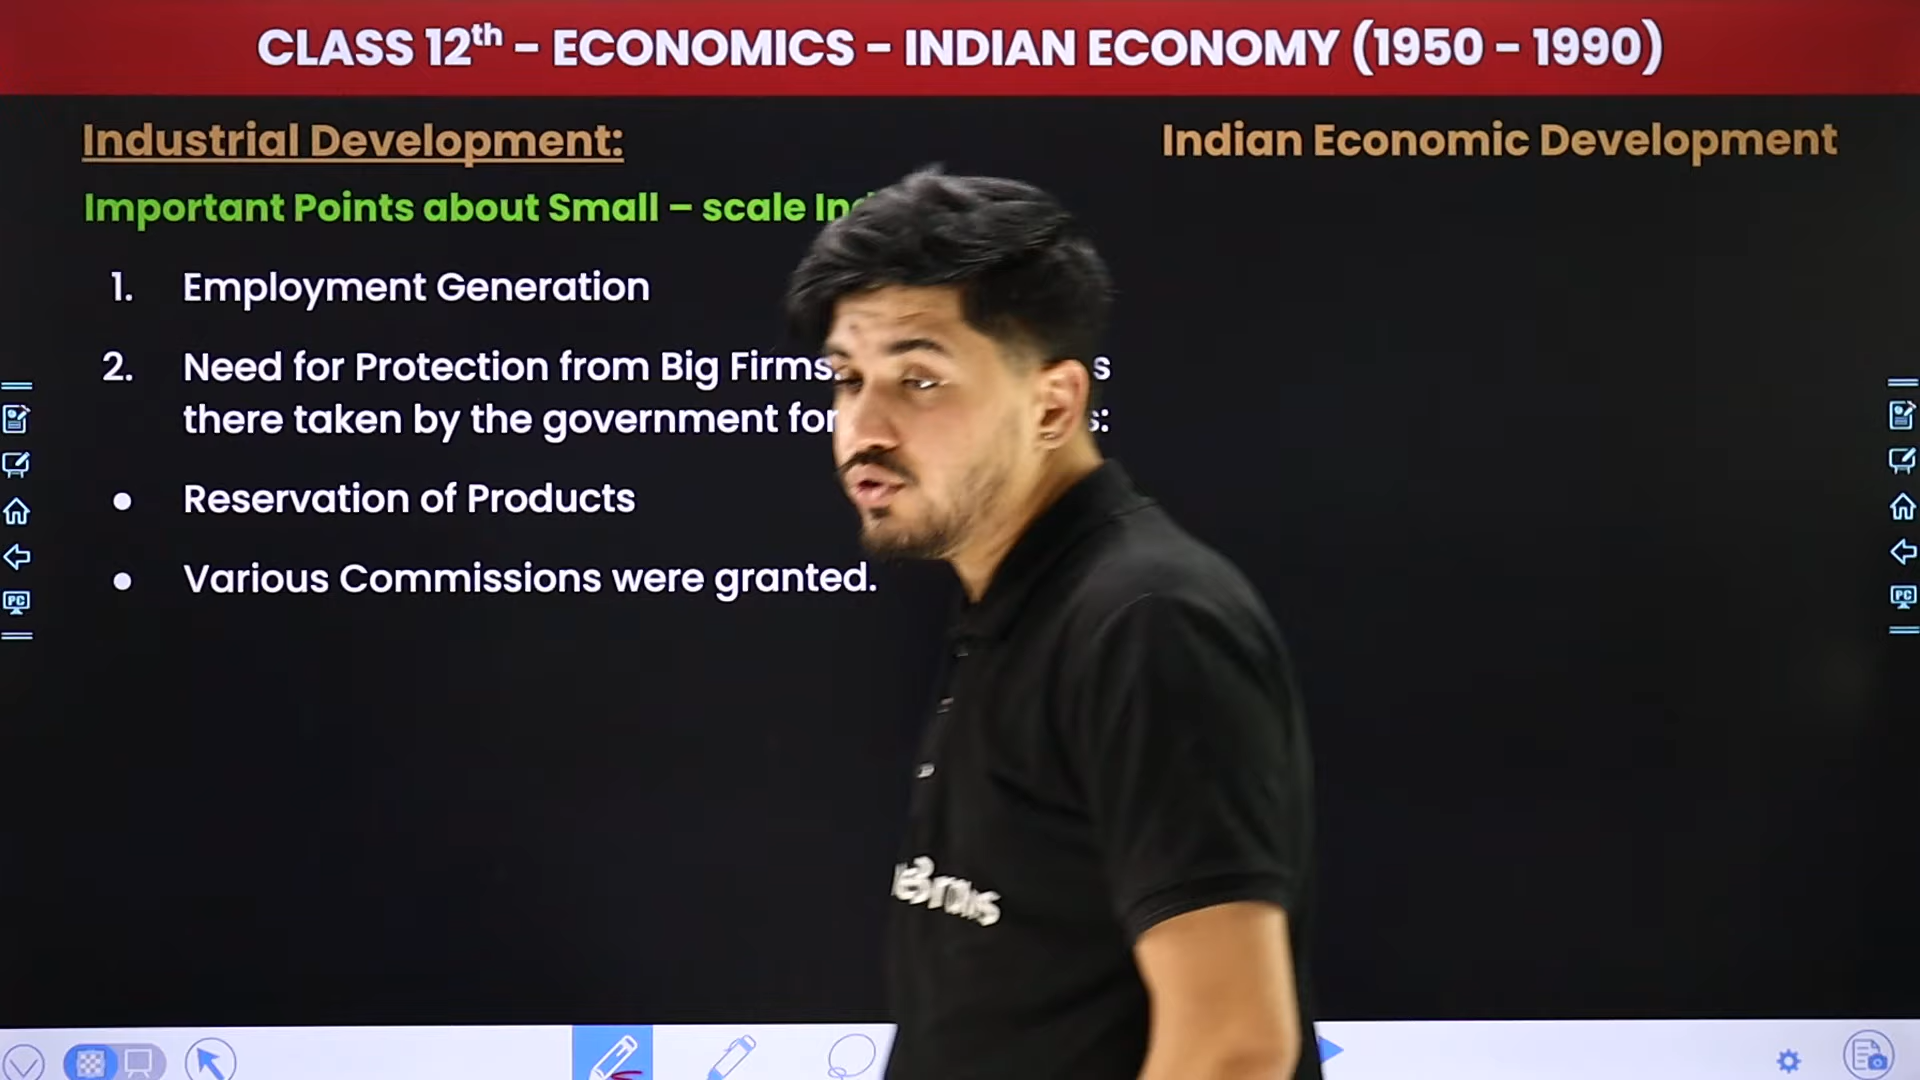 CLASS 12th - ECONOMICS - INDIAN ECONOMY (1950 - 1990)
Industrial Development:
Indian Economic Development
Important Points about Small – scale
1. Employment Generation
2. Need for Protection from Big Firms.
there taken by the government for
• Reservation of Products
• Various Commissions were granted.
PC
PC